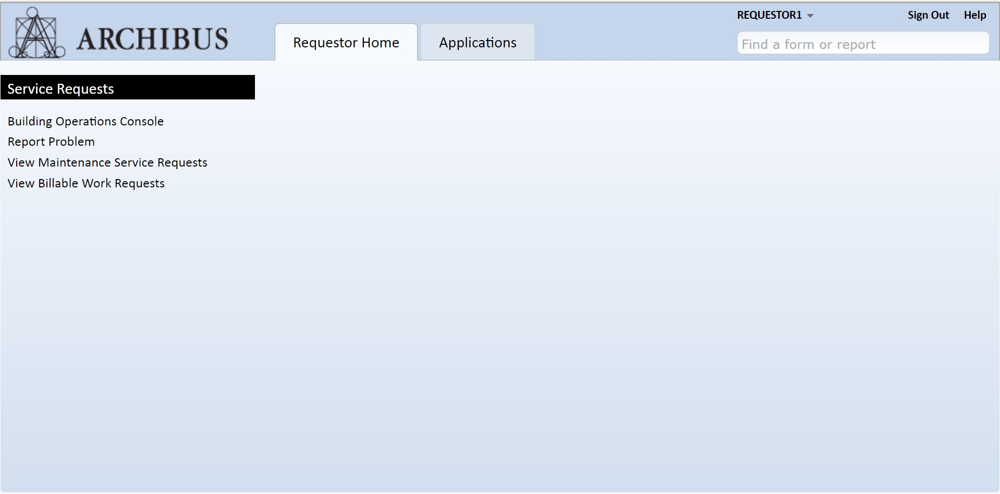 ARCHIBUS
Requestor Home
Applications
REQUESTOR1
Sign Out
Help
Find a form or report
Service Requests
Building Operations Console
Report Problem
View Maintenance Service Requests
View Billable Work Requests